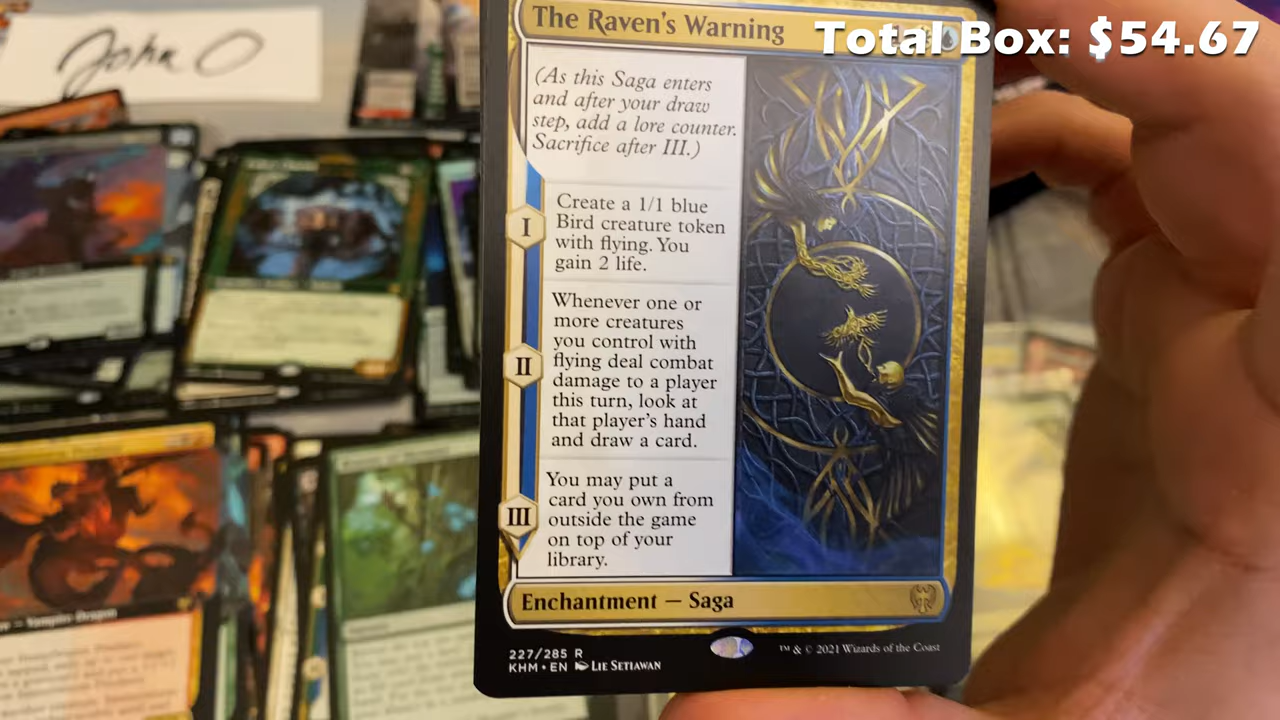 John O
The Raven's Warning
Total Box: $54.67
(As this Saga enters
and after your draw
step, add a lore counter.
Sacrifice after III.)
I
Create a 1/1 blue
Bird creature token
with flying. You
gain 2 life.
II
Whenever one or
more creatures
you control with
flying deal combat
damage to a player
this turn, look at
that player's hand
and draw a card.
III
You may put a
card you own from
outside the game
on top of your
library.
Enchantment — Saga
227/285 R
KHM • EN Lie Setiawan
™ & © 2021 Wizards of the Coast
Vampire Dragon